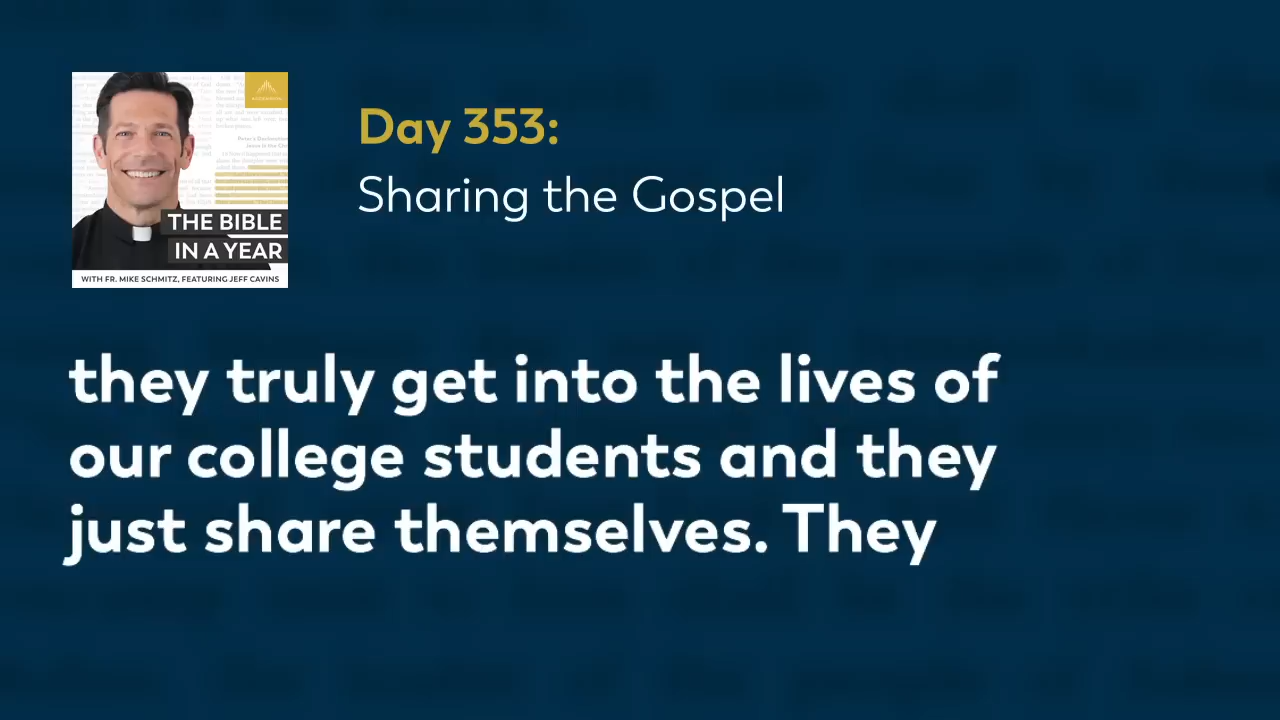 Day 353:
Sharing the Gospel
THE BIBLE
IN A YEAR
WITH FR. MIKE SCHMITZ, FEATURING JEFF CAVINS
they truly get into the lives of
our college students and they
just share themselves. They